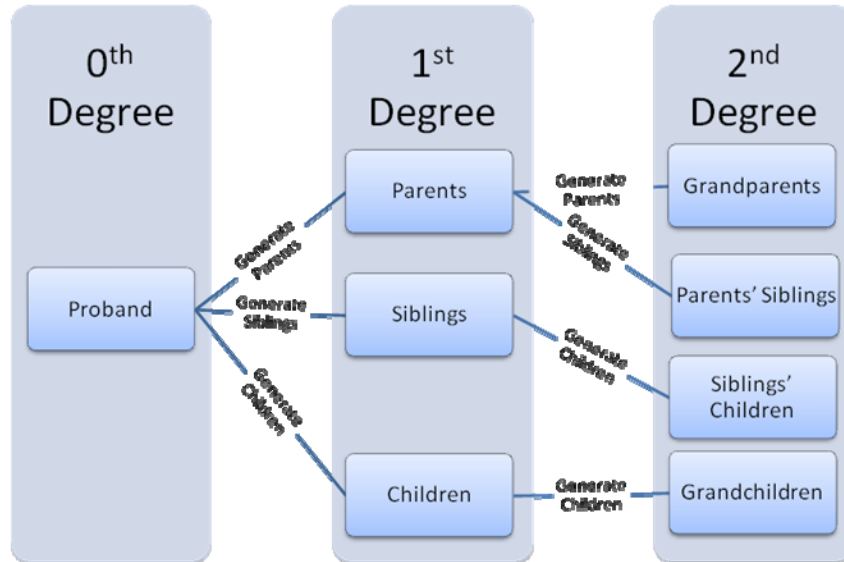 0th
Degree
1st
Degree
2nd
Degree
Proband
Generate
Parents
Generate
Siblings
Generate
Children
Parents
Siblings
Children
Generate
Parents
Generate
Siblings
Generate
Children
Generate
Children
Grandparents
Parents’ Siblings
Siblings’
Children
Grandchildren